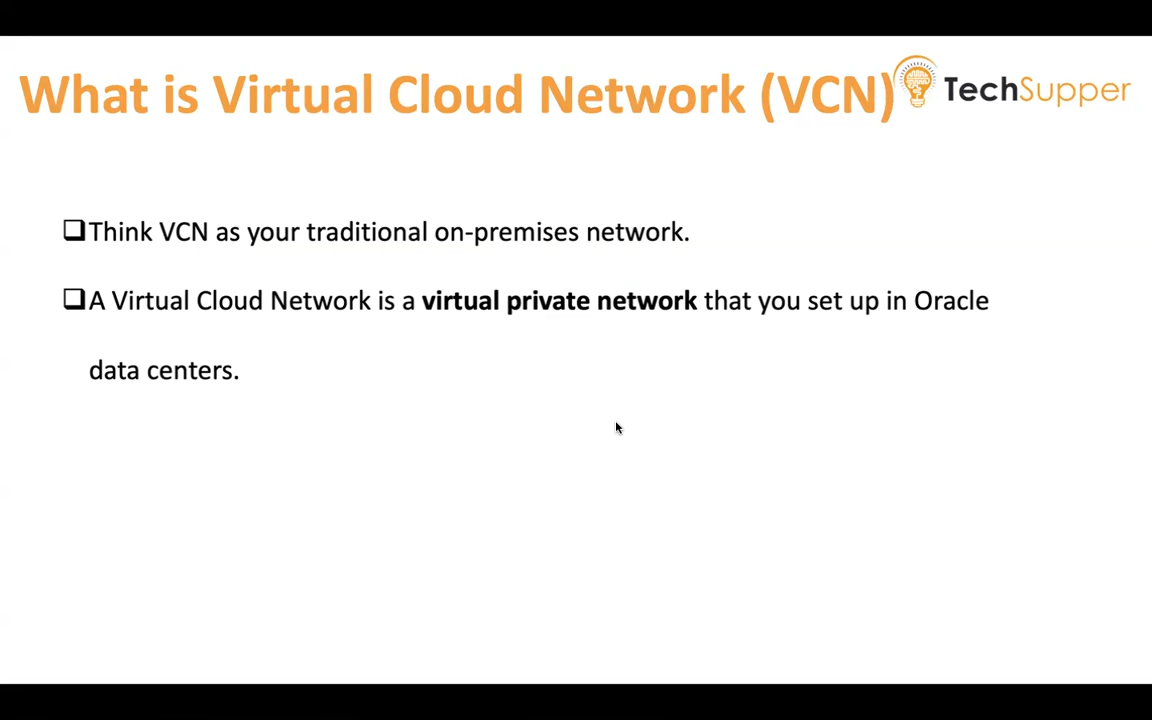 What is Virtual Cloud Network (VCN)
TechSupper
❑Think VCN as your traditional on-premises network.
❑A Virtual Cloud Network is a virtual private network that you set up in Oracle
data centers.